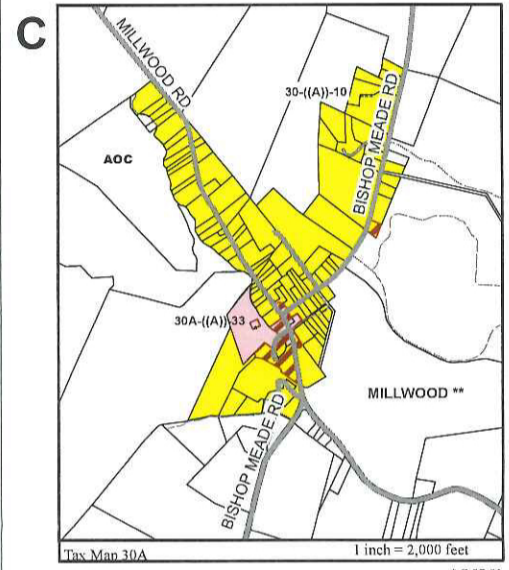 C
MILLWOOD RD
30-((A))-10
BISHOP MEADE RD
AOC
30A-((A))-33
MILLWOOD **
BISHOP MEADE RD
Tax Map 30A
1 inch = 2,000 feet